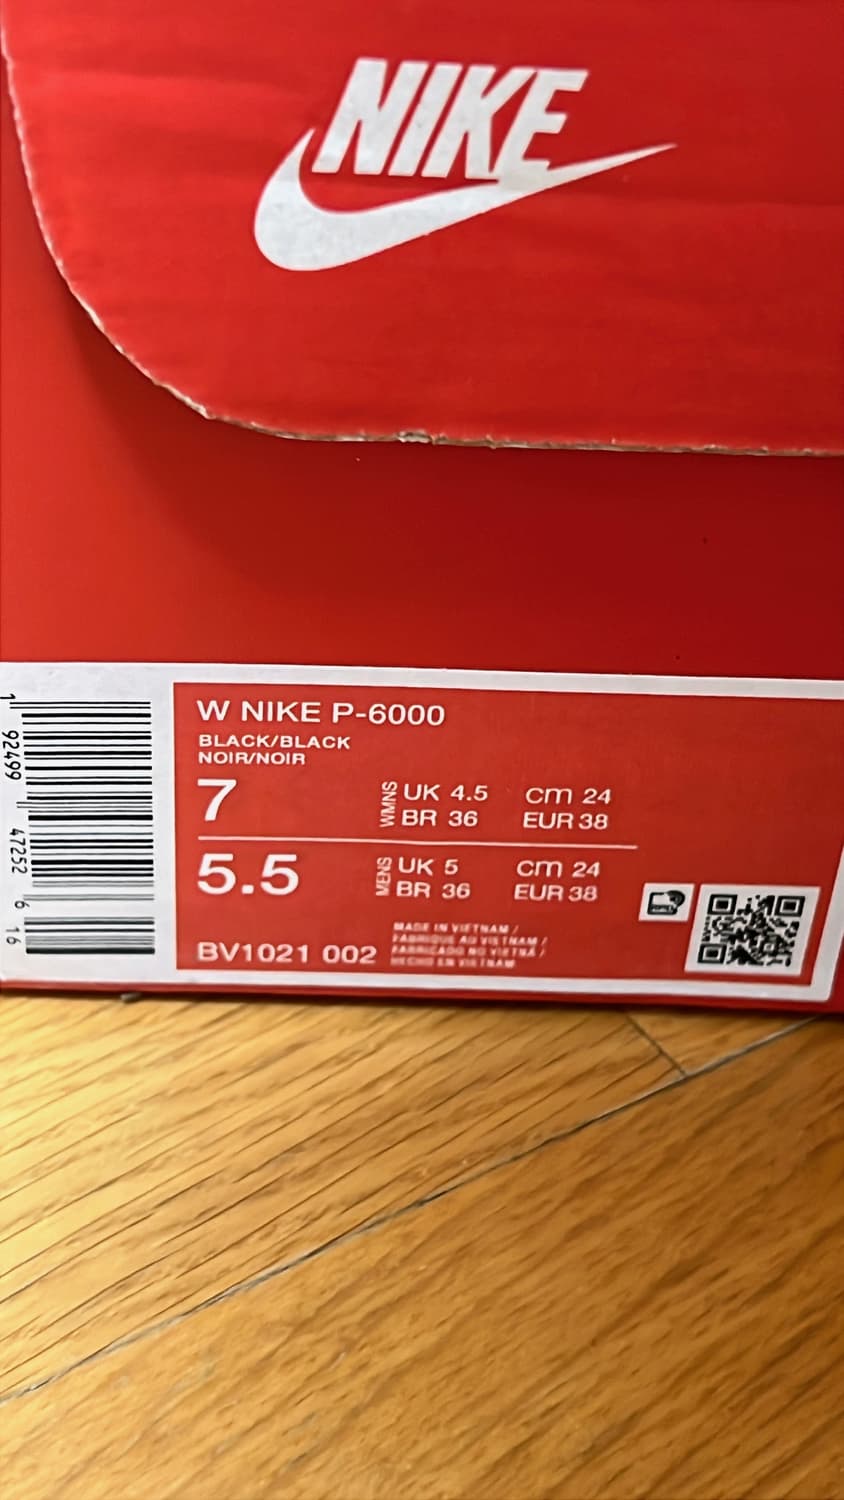 NIKE
W NIKE P-6000
BLACK/BLACK
NOIR/NOIR
7 WMNS UK 4.5 cm 24
BR 36 EUR 38
5.5 MENS UK 5 cm 24
BR 36 EUR 38
BV1021 002
MADE IN VIETNAM /
FABRIQUE AU VIETNAM /
FABRICADO NO VIETNÃ /
HECHO EN VIETNAM
1 92499 47252 6 16